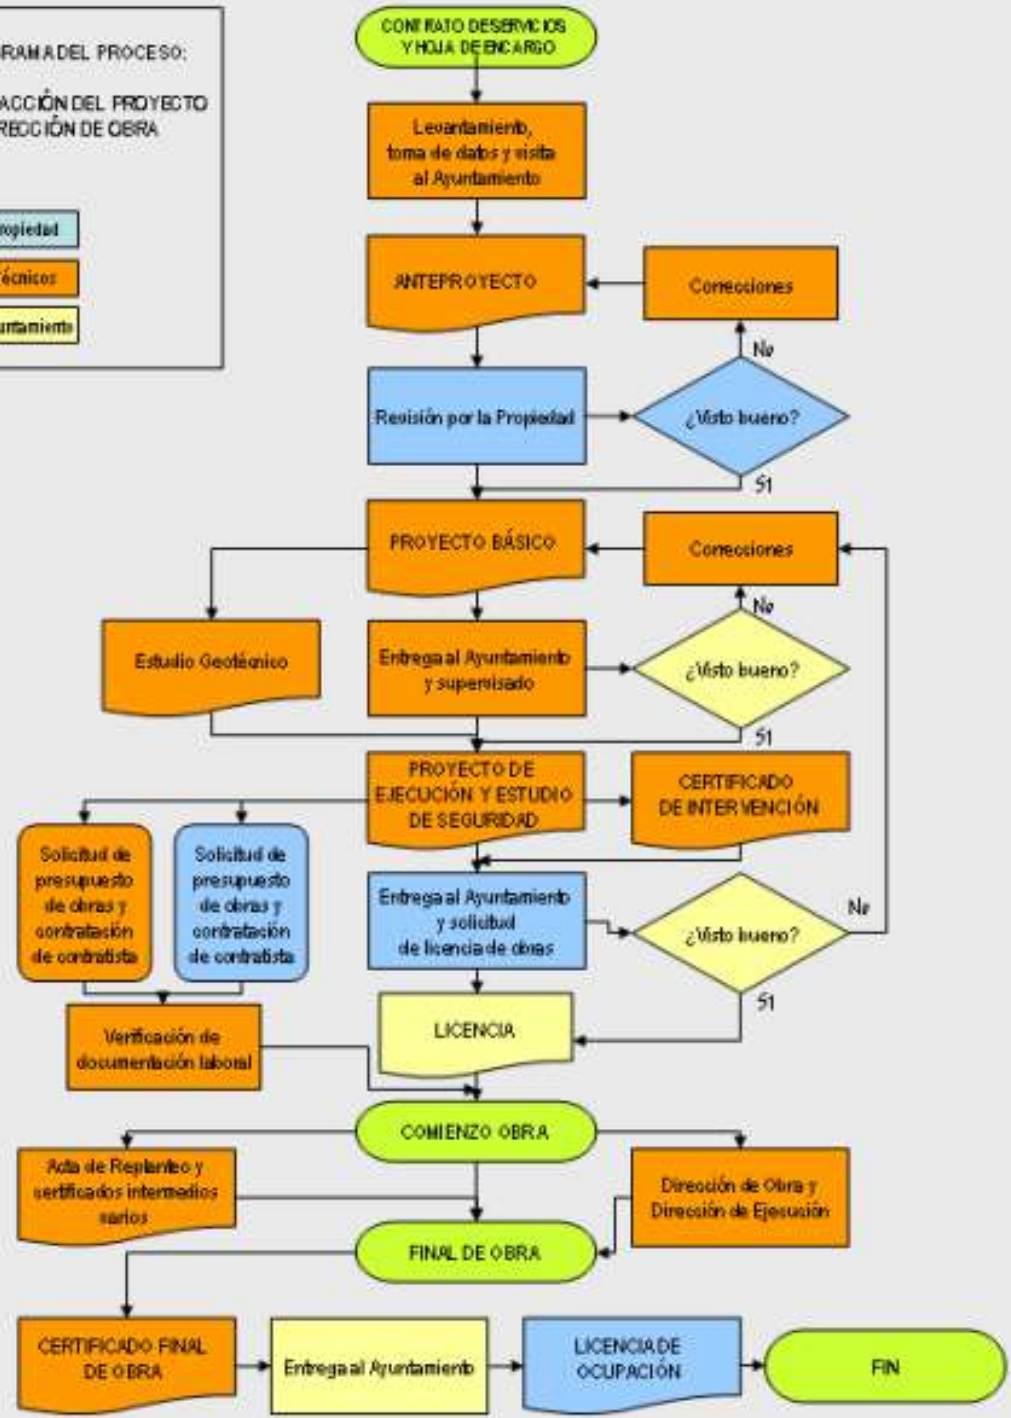 CONTRATO DE SERVICIOS
Y HOJA DE ENCARGO
GRAMA DEL PROCESO:
ACCIÓN DEL PROYECTO
RECCIÓN DE OBRA
ropiedad
écnicos
untamiento
Levantamiento,
toma de datos y visita
al Ayuntamiento
ANTEPROYECTO
Correcciones
No
Revisión por la Propiedad
¿Visto bueno?
SI
PROYECTO BÁSICO
Correcciones
No
Estudio Geotécnico
Entrega al Ayuntamiento
y supervisado
¿Visto bueno?
SI
PROYECTO DE
EJECUCIÓN Y ESTUDIO
DE SEGURIDAD
CERTIFICADO
DE INTERVENCIÓN
Solicitud de
presupuesto
de obras y
contratación
de contratista
Solicitud de
presupuesto
de obras y
contratación
de contratista
Entrega al Ayuntamiento
y solicitud
de licencia de obras
¿Visto bueno?
No
SI
LICENCIA
Verificación de
documentación laboral
COMIENZO OBRA
Acta de Replanteo y
certificados intermedios
varios
Dirección de Obra y
Dirección de Ejecución
FINAL DE OBRA
CERTIFICADO FINAL
DE OBRA
Entrega al Ayuntamiento
LICENCIA DE
OCUPACIÓN
FIN